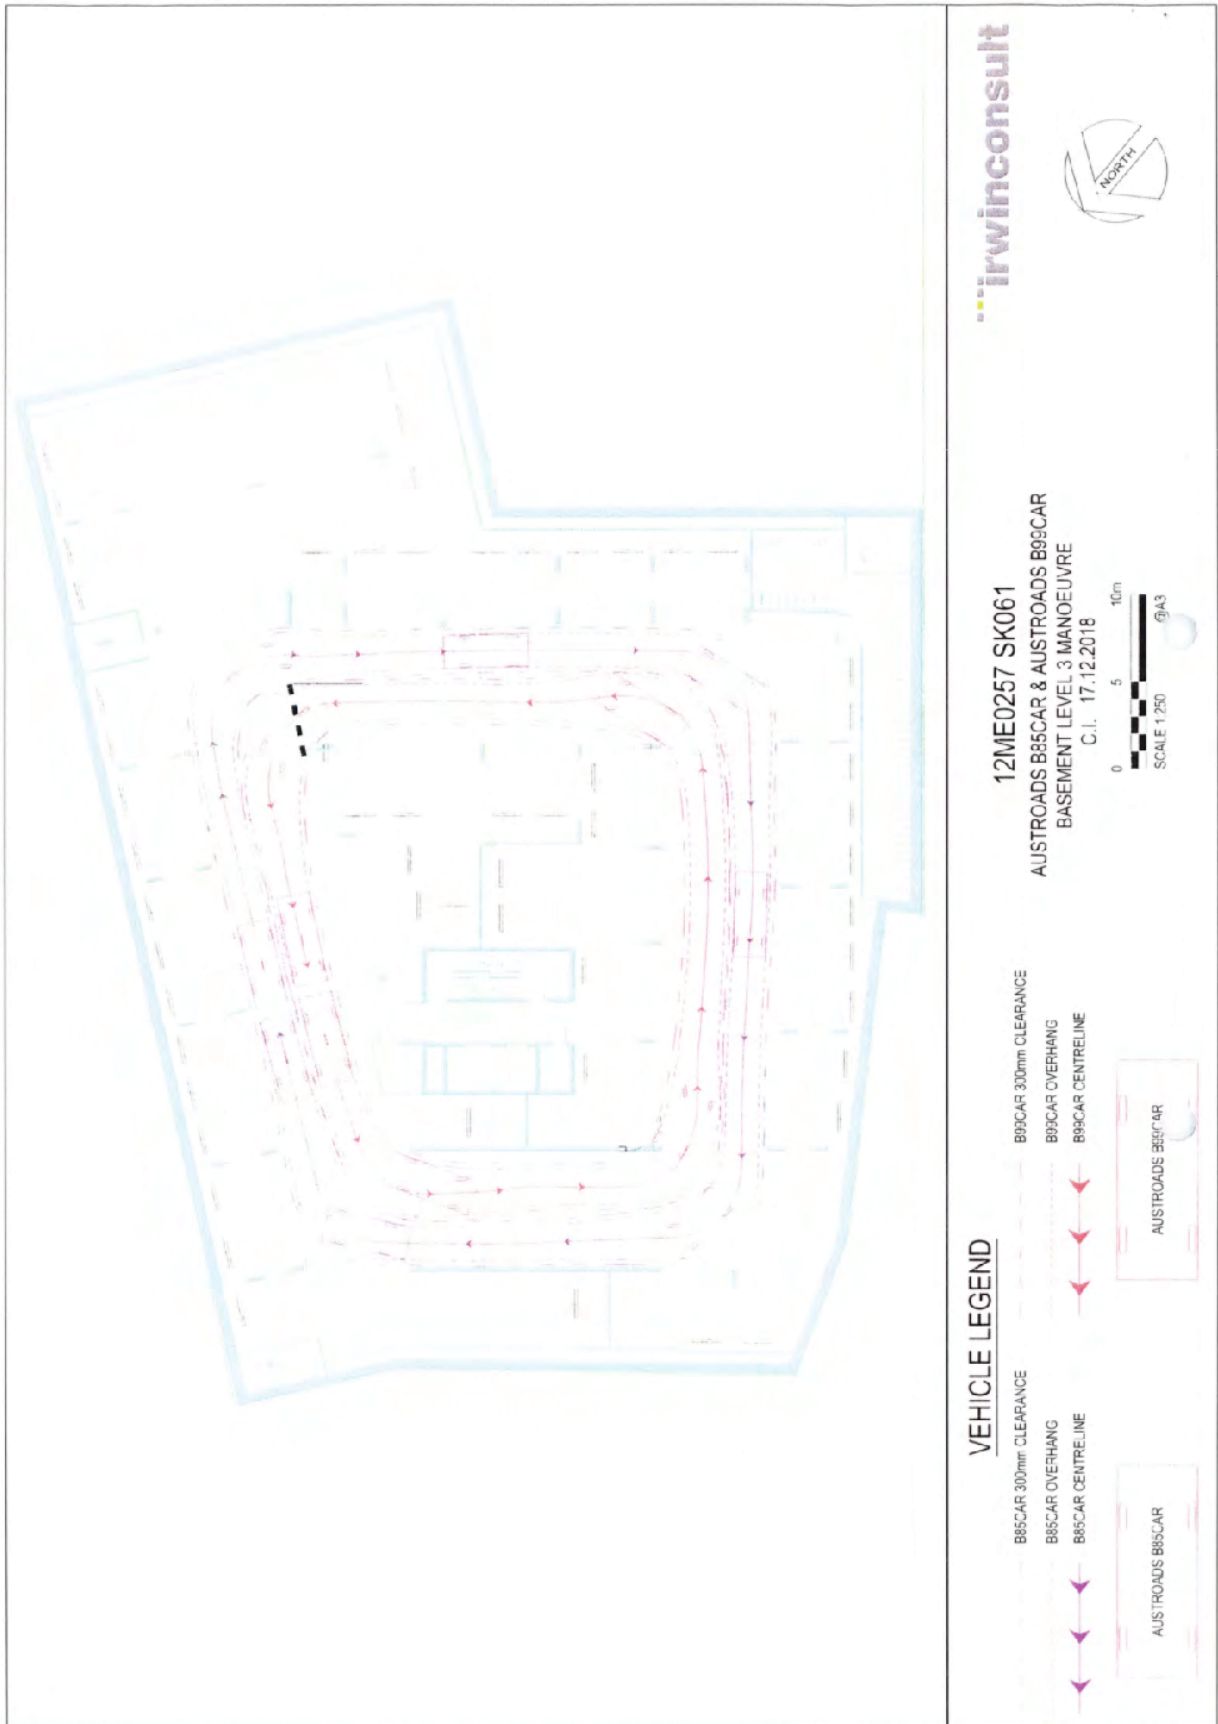 irwinconsult
NORTH
12ME0257 SK061
AUSTROADS B85CAR & AUSTROADS B99CAR
BASEMENT LEVEL 3 MANOEUVRE
C.I. 17.12.2018
0 5 10m
SCALE 1:250 @A3
VEHICLE LEGEND
B85CAR 300mm CLEARANCE
B85CAR OVERHANG
B85CAR CENTRELINE
AUSTROADS B85CAR
B99CAR 300mm CLEARANCE
B99CAR OVERHANG
B99CAR CENTRELINE
AUSTROADS B99CAR